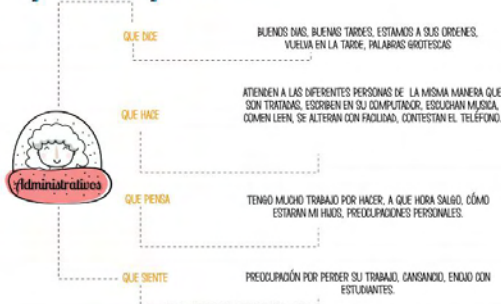 QUE DICE
BUENOS DIAS, BUENAS TARDES, ESTAMOS A SUS ORDENES,
VUELVA EN LA TARDE, PALABRAS GROTESCAS
QUE HACE
ATIENDEN A LAS DIFERENTES PERSONAS DE LA MISMA MANERA QUE
SON TRATADAS, ESCRIBEN EN SU COMPUTADOR, ESCUCHAN MUSICA,
COMEN LEEN, SE ALTERAN CON FACILIDAD, CONTESTAN EL TELÉFONO.
Administrativos
QUE PIENSA
TENGO MUCHO TRABAJO POR HACER, A QUE HORA SALGO, CÓMO
ESTARAN MI HIJOS, PREOCUPACIONES PERSONALES.
QUE SIENTE
PREOCUPACIÓN POR PERDER SU TRABAJO, CANSANCIO, ENOJO CON
ESTUDIANTES.